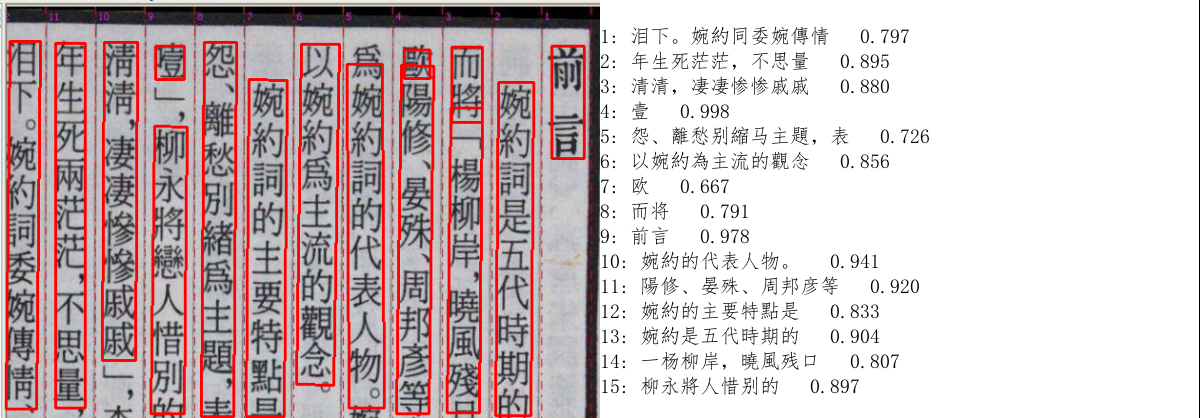 11 10 9 8 7 6 5 4 3 2 1
前言
婉約詞是五代時期的
而將「楊柳岸，曉風殘
歐陽修、晏殊、周邦彥等
爲婉約詞的代表人物。婉
以婉約爲主流的觀念。
婉約詞的主要特點是
怨、離愁別緒爲主題，表
壹」，柳永將戀人惜別的
清清，凄凄慘慘戚戚」，
年生死兩茫茫，不思量，
泪下。婉約詞委婉傳情、
1: 泪下。婉約同委婉傳情 0.797
2: 年生死茫茫，不思量 0.895
3: 清清，凄凄惨惨戚戚 0.880
4: 壹 0.998
5: 怨、離愁别縮马主題，表 0.726
6: 以婉約為主流的觀念 0.856
7: 欧 0.667
8: 而将 0.791
9: 前言 0.978
10: 婉約的代表人物。 0.941
11: 陽修、晏殊、周邦彦等 0.920
12: 婉約的主要特點是 0.833
13: 婉約是五代時期的 0.904
14: 一杨柳岸，曉風残口 0.807
15: 柳永將人惜别的 0.897